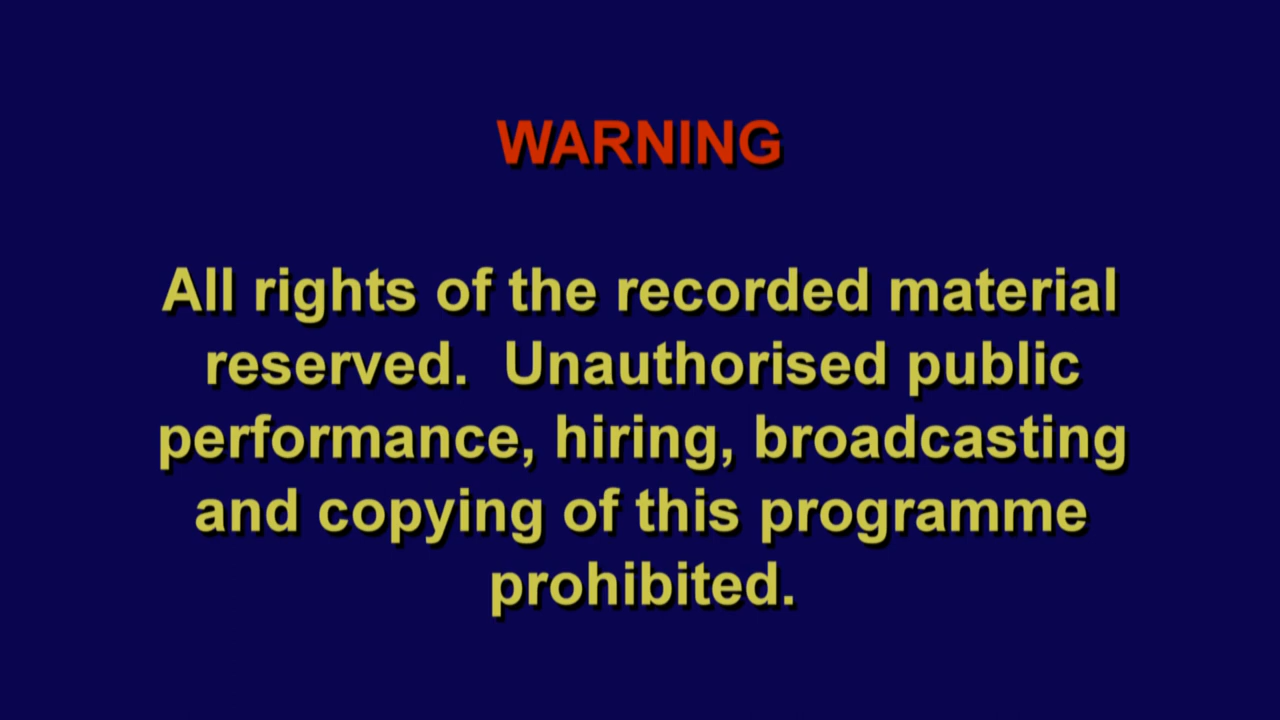 WARNING
All rights of the recorded material
reserved.  Unauthorised public
performance, hiring, broadcasting
and copying of this programme
prohibited.